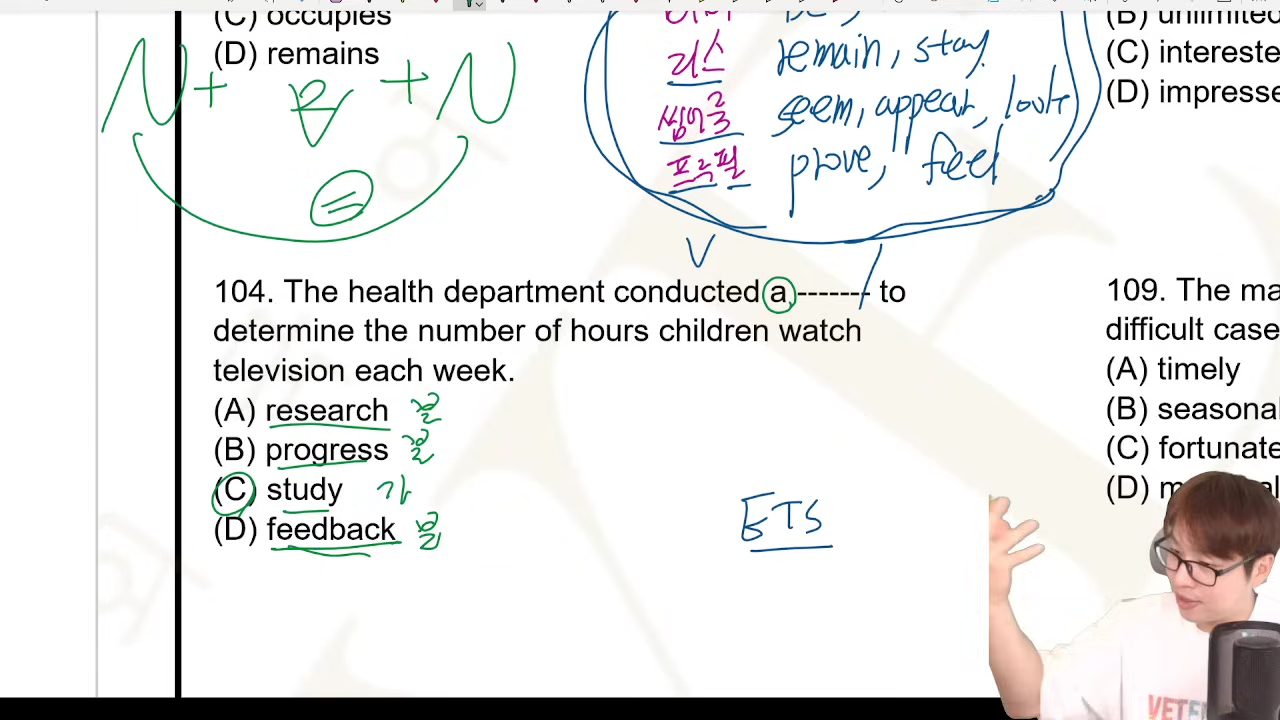 (C) occupies
(D) remains
N + + N
=
리스 remain, stay
씸어룩 seem, appear, look
프루필 prove, feel
V
104. The health department conducted a ------- to
determine the number of hours children watch
television each week.
(A) research 불
(B) progress 불
(C) study 가
(D) feedback 불
ETS
(B) unlimited
(C) intereste
(D) impresse
109. The ma
difficult case
(A) timely
(B) seasonal
(C) fortunate
(D) m